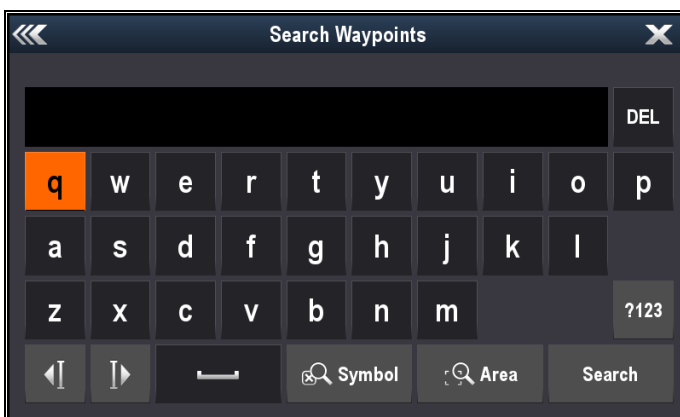 Search Waypoints
DEL
q w e r t y u i o p
a s d f g h j k l
z x c v b n m ?123
Symbol Area Search